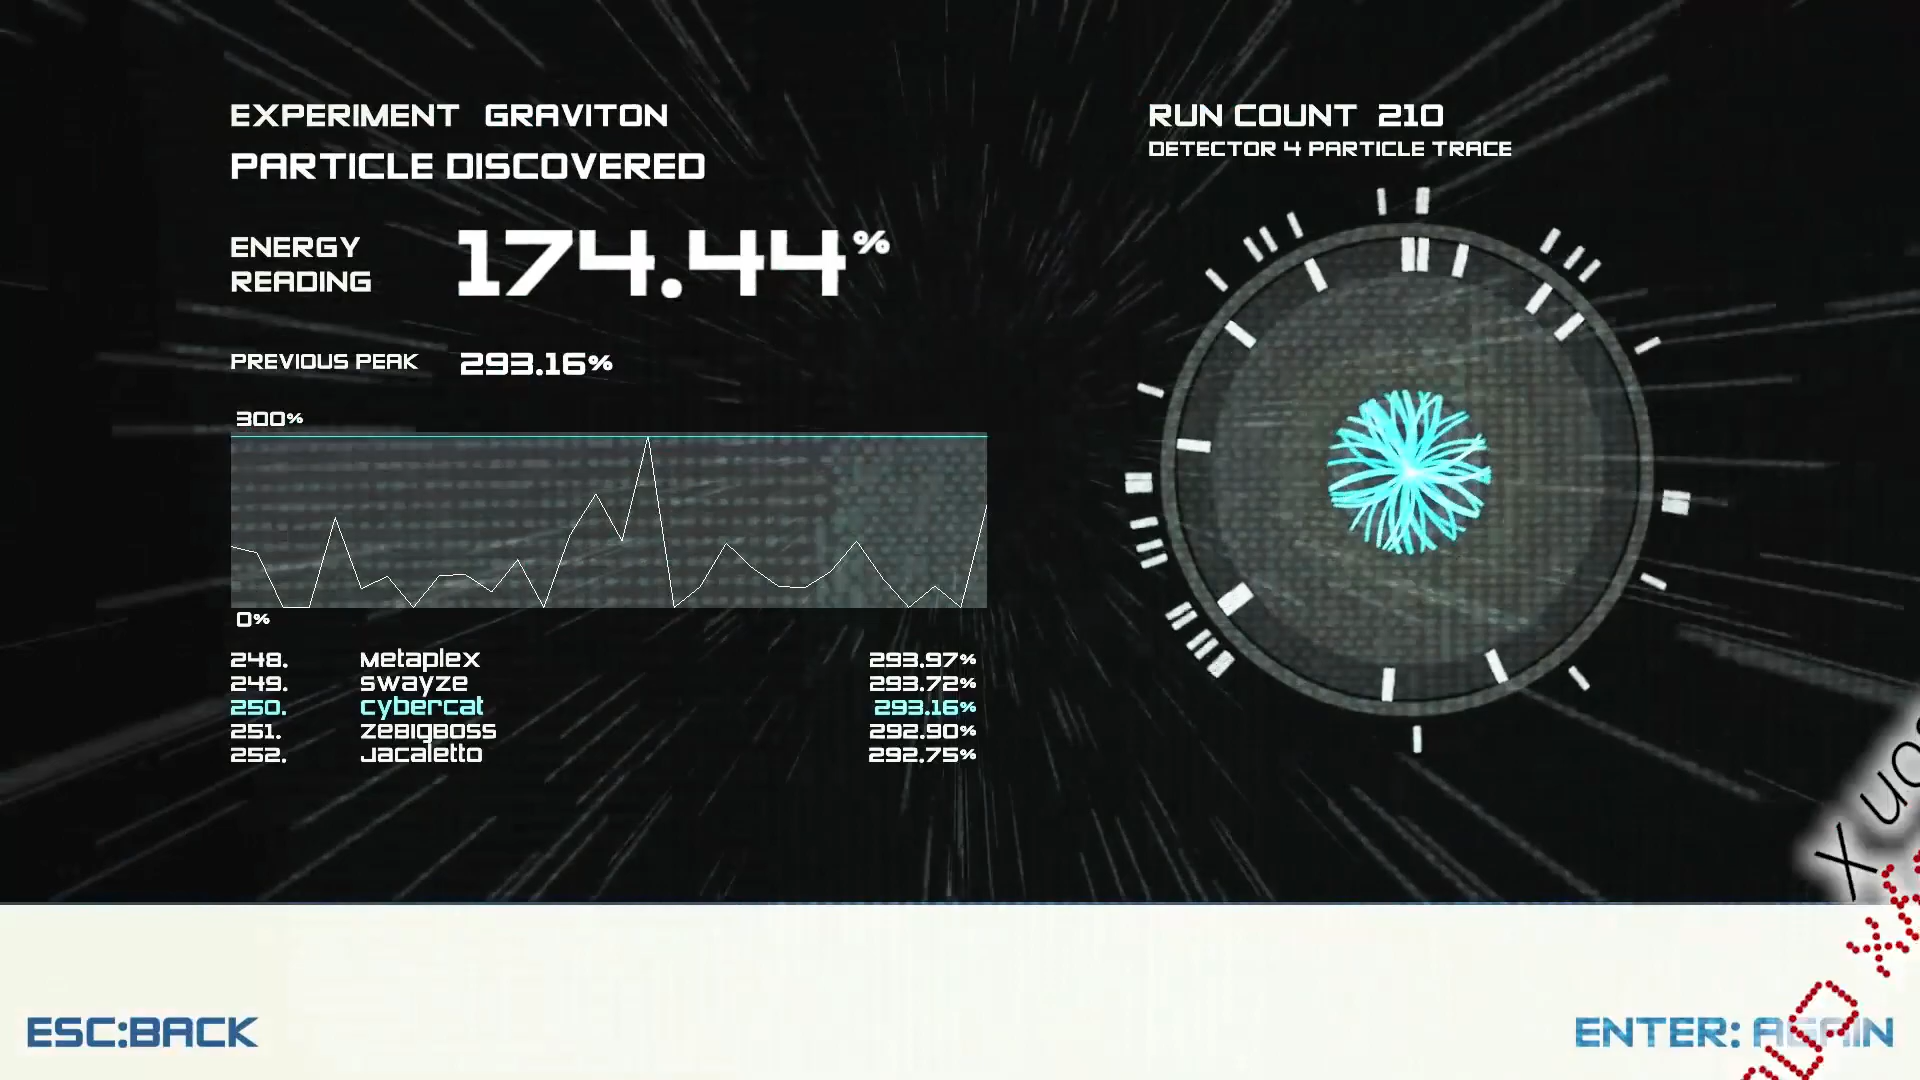 EXPERIMENT GRAVITON
PARTICLE DISCOVERED
ENERGY READING 174.44%
PREVIOUS PEAK 293.16%
300%
0%
248. Metaplex 293.97%
249. swayze 293.72%
250. cybercat 293.16%
251. zeBigBoss 292.90%
252. Jacaletto 292.75%
RUN COUNT 210
DETECTOR 4 PARTICLE TRACE
ESC:BACK
ENTER: AGAIN